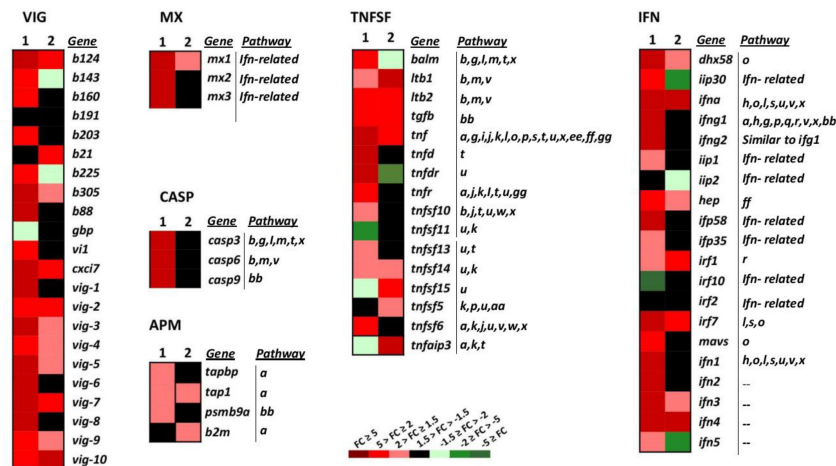 VIG
1 2 Gene
b124
b143
b160
b191
b203
b21
b225
b305
b88
gbp
vi1
cxci7
vig-1
vig-2
vig-3
vig-4
vig-5
vig-6
vig-7
vig-8
vig-9
vig-10
MX
1 2 Gene Pathway
mx1 Ifn-related
mx2 Ifn-related
mx3 Ifn-related
CASP
1 2 Gene Pathway
casp3 b,g,l,m,t,x
casp6 b,m,v
casp9 bb
APM
1 2 Gene Pathway
tapbp a
tap1 a
psmb9a bb
b2m a
TNFSF
1 2 Gene Pathway
balm b,g,l,m,t,x
ltb1 b,m,v
ltb2 b,m,v
tgfb bb
tnf a,g,i,j,k,l,o,p,s,t,u,x,ee,ff,gg
tnfd t
tnfdr u
tnfr a,j,k,l,t,u,gg
tnfsf10 b,j,t,u,w,x
tnfsf11 u,k
tnfsf13 u,t
tnfsf14 u,k
tnfsf15 u
tnfsf5 k,p,u,aa
tnfsf6 a,k,j,u,v,w,x
tnfaip3 a,k,t
FC ≥ 5
5 > FC ≥ 2
2 > FC ≥ 1.5
1.5 > FC > -1.5
-1.5 ≥ FC > -2
-2 ≥ FC > -5
-5 ≥ FC
IFN
1 2 Gene Pathway
dhx58 o
iip30 Ifn- related
ifna h,o,l,s,u,v,x
ifng1 a,h,g,p,q,r,v,x,bb
ifng2 Similar to ifg1
iip1 Ifn- related
iip2 Ifn- related
hep ff
ifp58 Ifn- related
ifp35 Ifn- related
irf1 r
irf10 Ifn- related
irf2 Ifn- related
irf7 l,s,o
mavs o
ifn1 h,o,l,s,u,v,x
ifn2 --
ifn3 --
ifn4 --
ifn5 --